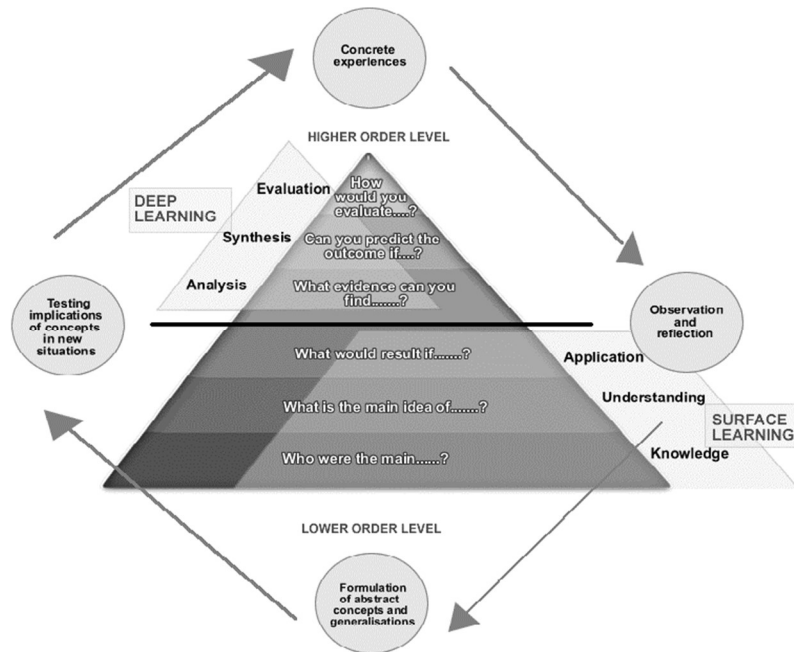 Concrete
experiences
HIGHER ORDER LEVEL
DEEP
LEARNING
Evaluation
How
would you
evaluate....?
Synthesis
Can you predict the
outcome if....?
Analysis
What evidence can you
find.......?
Testing
implications
of concepts
in new
situations
Observation
and
reflection
What would result if.......?
Application
What is the main idea of.......?
Understanding
SURFACE
LEARNING
Who were the main......?
Knowledge
LOWER ORDER LEVEL
Formulation
of abstract
concepts and
generalisations